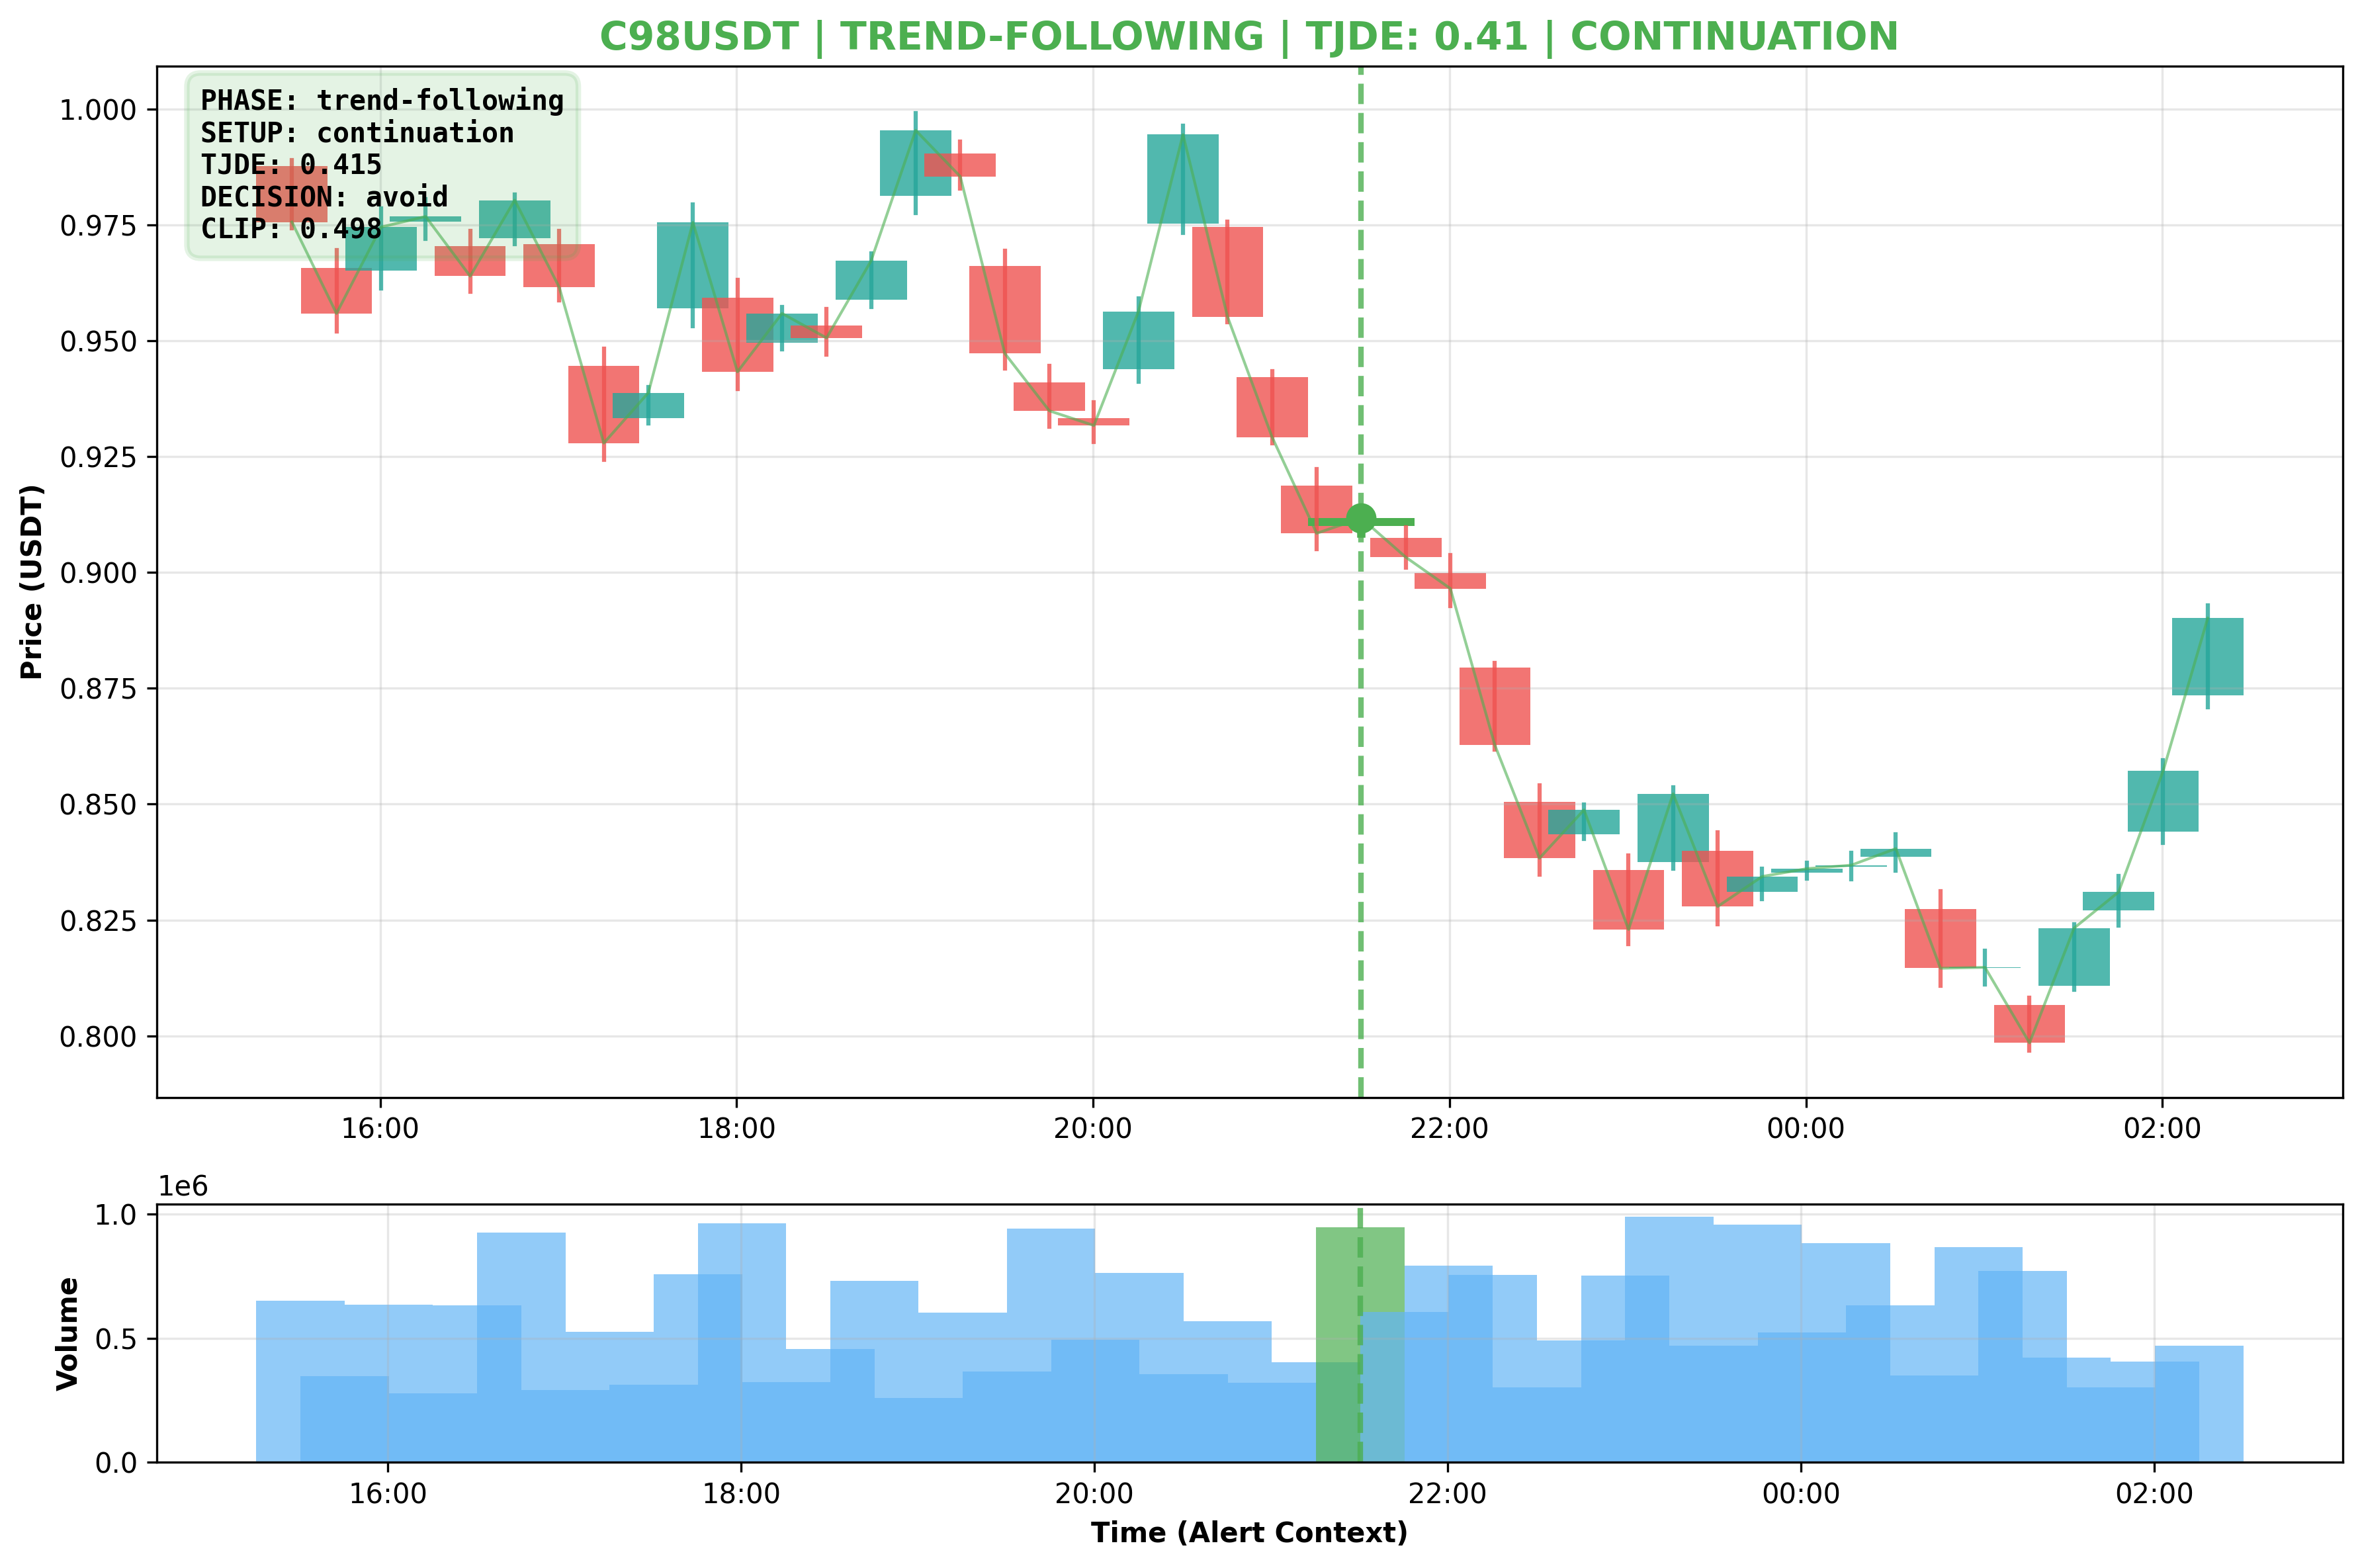 C98USDT | TREND-FOLLOWING | TJDE: 0.41 | CONTINUATION
PHASE: trend-following
SETUP: continuation
TJDE: 0.415
DECISION: avoid
CLIP: 0.498
Price (USDT)
1.000
0.975
0.950
0.925
0.900
0.875
0.850
0.825
0.800
16:00 18:00 20:00 22:00 00:00 02:00
1e6
Volume
1.0
0.5
0.0
16:00 18:00 20:00 22:00 00:00 02:00
Time (Alert Context)